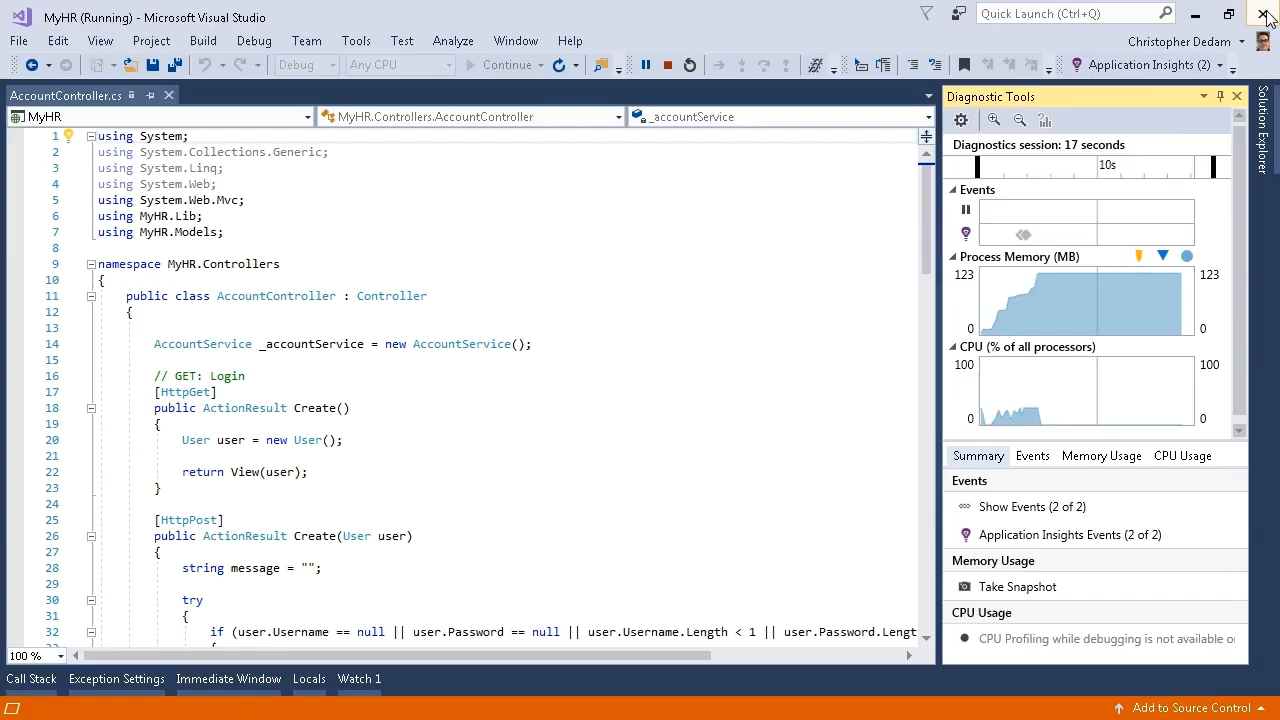 MyHR (Running) - Microsoft Visual Studio
Quick Launch (Ctrl+Q)
File Edit View Project Build Debug Team Tools Test Analyze Window Help
Christopher Dedam
Debug Any CPU Continue Application Insights (2)
AccountController.cs
MyHR MyHR.Controllers.AccountController _accountService
1 using System;
2 using System.Collections.Generic;
3 using System.Linq;
4 using System.Web;
5 using System.Web.Mvc;
6 using MyHR.Lib;
7 using MyHR.Models;
8
9 namespace MyHR.Controllers
10 {
11 public class AccountController : Controller
12 {
13
14 AccountService _accountService = new AccountService();
15
16 // GET: Login
17 [HttpGet]
18 public ActionResult Create()
19 {
20 User user = new User();
21
22 return View(user);
23 }
24
25 [HttpPost]
26 public ActionResult Create(User user)
27 {
28 string message = "";
29
30 try
31 {
32 if (user.Username == null || user.Password == null || user.Username.Length < 1 || user.Password.Lengt
100 %
Diagnostic Tools
Diagnostics session: 17 seconds
10s
Events
Process Memory (MB)
123 123
0 0
CPU (% of all processors)
100 100
0 0
Summary Events Memory Usage CPU Usage
Events
Show Events (2 of 2)
Application Insights Events (2 of 2)
Memory Usage
Take Snapshot
CPU Usage
CPU Profiling while debugging is not available o
Solution Explorer
Call Stack Exception Settings Immediate Window Locals Watch 1
Add to Source Control